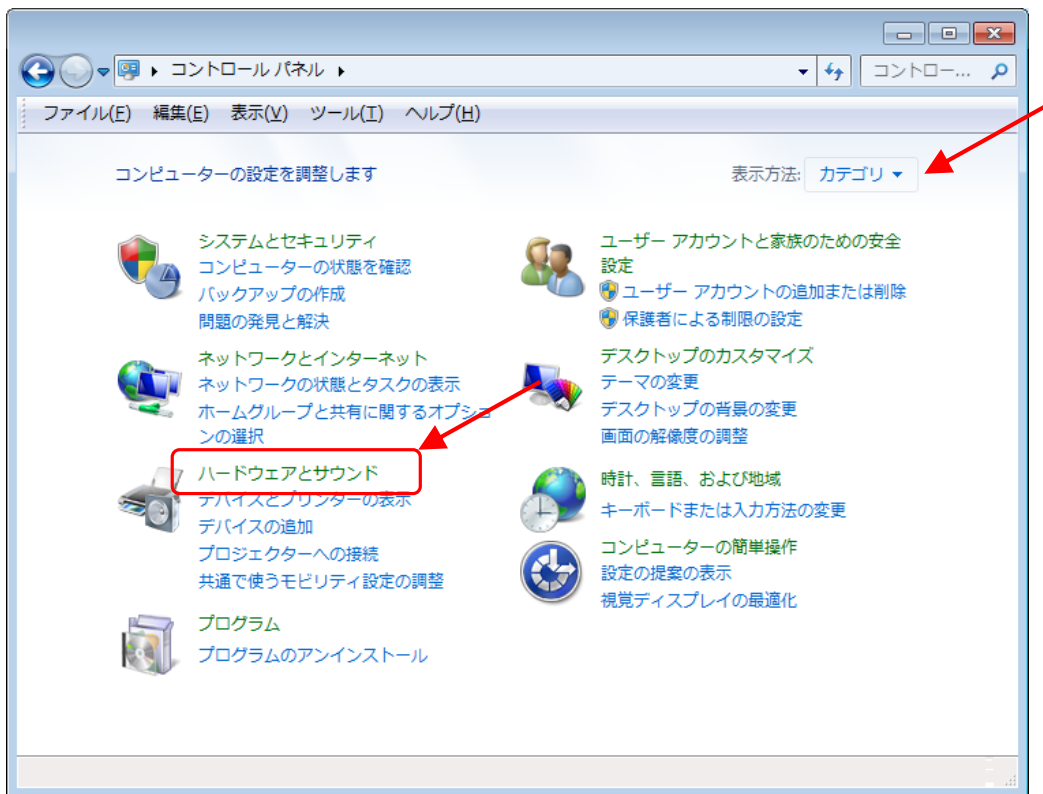 コントロール パネル
コントロー...
ファイル(F) 編集(E) 表示(V) ツール(T) ヘルプ(H)
コンピューターの設定を調整します
表示方法: カテゴリ
システムとセキュリティ
コンピューターの状態を確認
バックアップの作成
問題の発見と解決
ネットワークとインターネット
ネットワークの状態とタスクの表示
ホームグループと共有に関するオプショ
ンの選択
ハードウェアとサウンド
デバイスとプリンターの表示
デバイスの追加
プロジェクターへの接続
共通で使うモビリティ設定の調整
プログラム
プログラムのアンインストール
ユーザー アカウントと家族のための安全
設定
ユーザー アカウントの追加または削除
保護者による制限の設定
デスクトップのカスタマイズ
テーマの変更
デスクトップの背景の変更
画面の解像度の調整
時計、言語、および地域
キーボードまたは入力方法の変更
コンピューターの簡単操作
設定の提案の表示
視覚ディスプレイの最適化